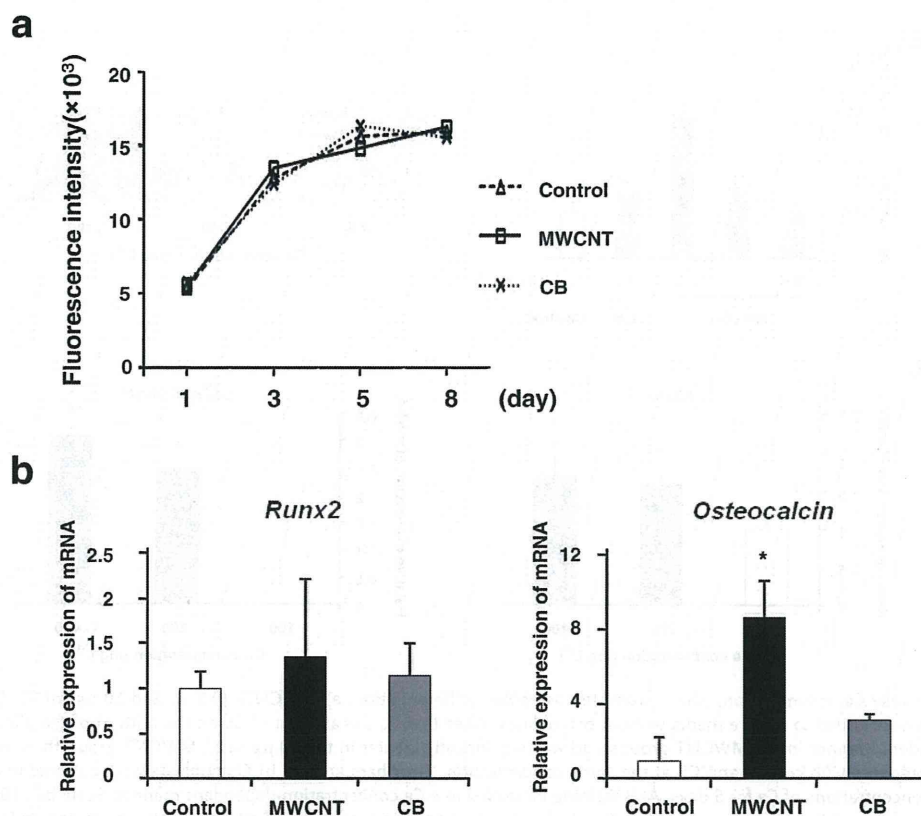 a
Fluorescence intensity(×10³)
20
15
10
5
0
1 3 5 8 (day)
Control
MWCNT
CB
b
Runx2
Relative expression of mRNA
2.5
2
1.5
1
0.5
0
Control MWCNT CB
Osteocalcin
Relative expression of mRNA
12
8
4
0
*
Control MWCNT CB